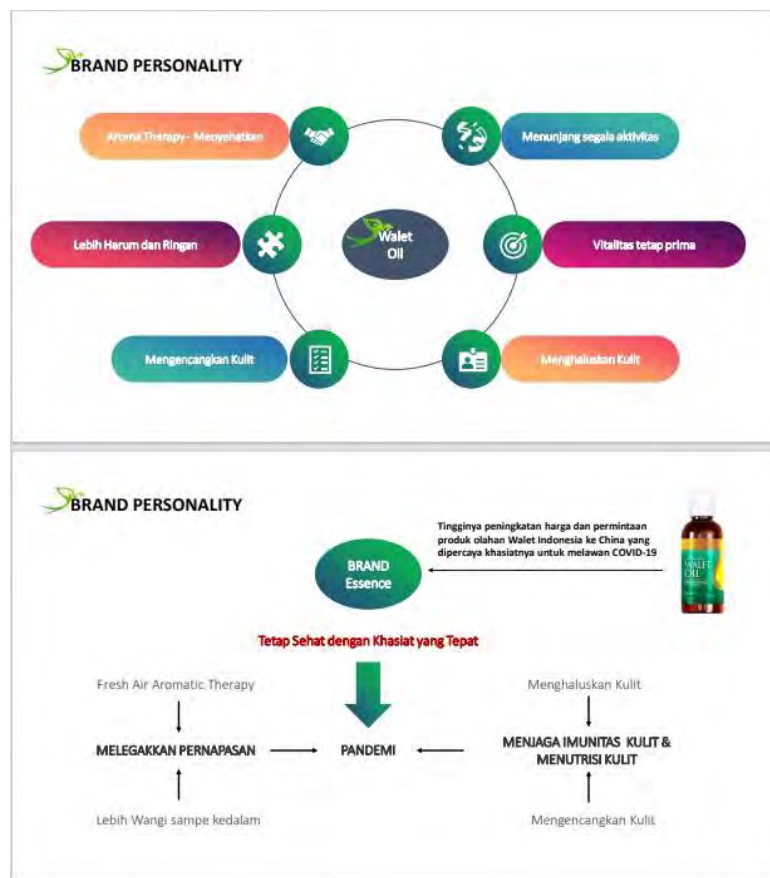 BRAND PERSONALITY
Aroma Therapy - Menyehatkan
Menunjang segala aktivitas
Lebih Harum dan Ringan
Walet
Oil
Vitalitas tetap prima
Mengencangkan Kulit
Menghaluskan Kulit
BRAND PERSONALITY
Tingginya peningkatan harga dan permintaan
produk olahan Walet Indonesia ke China yang
dipercaya khasiatnya untuk melawan COVID-19
BRAND
Essence
WALET
OIL
Tetap Sehat dengan Khasiat yang Tepat
Fresh Air Aromatic Therapy
Menghaluskan Kulit
MELEGAKKAN PERNAPASAN
PANDEMI
MENJAGA IMUNITAS KULIT &
MENUTRISI KULIT
Lebih Wangi sampe kedalam
Mengencangkan Kulit